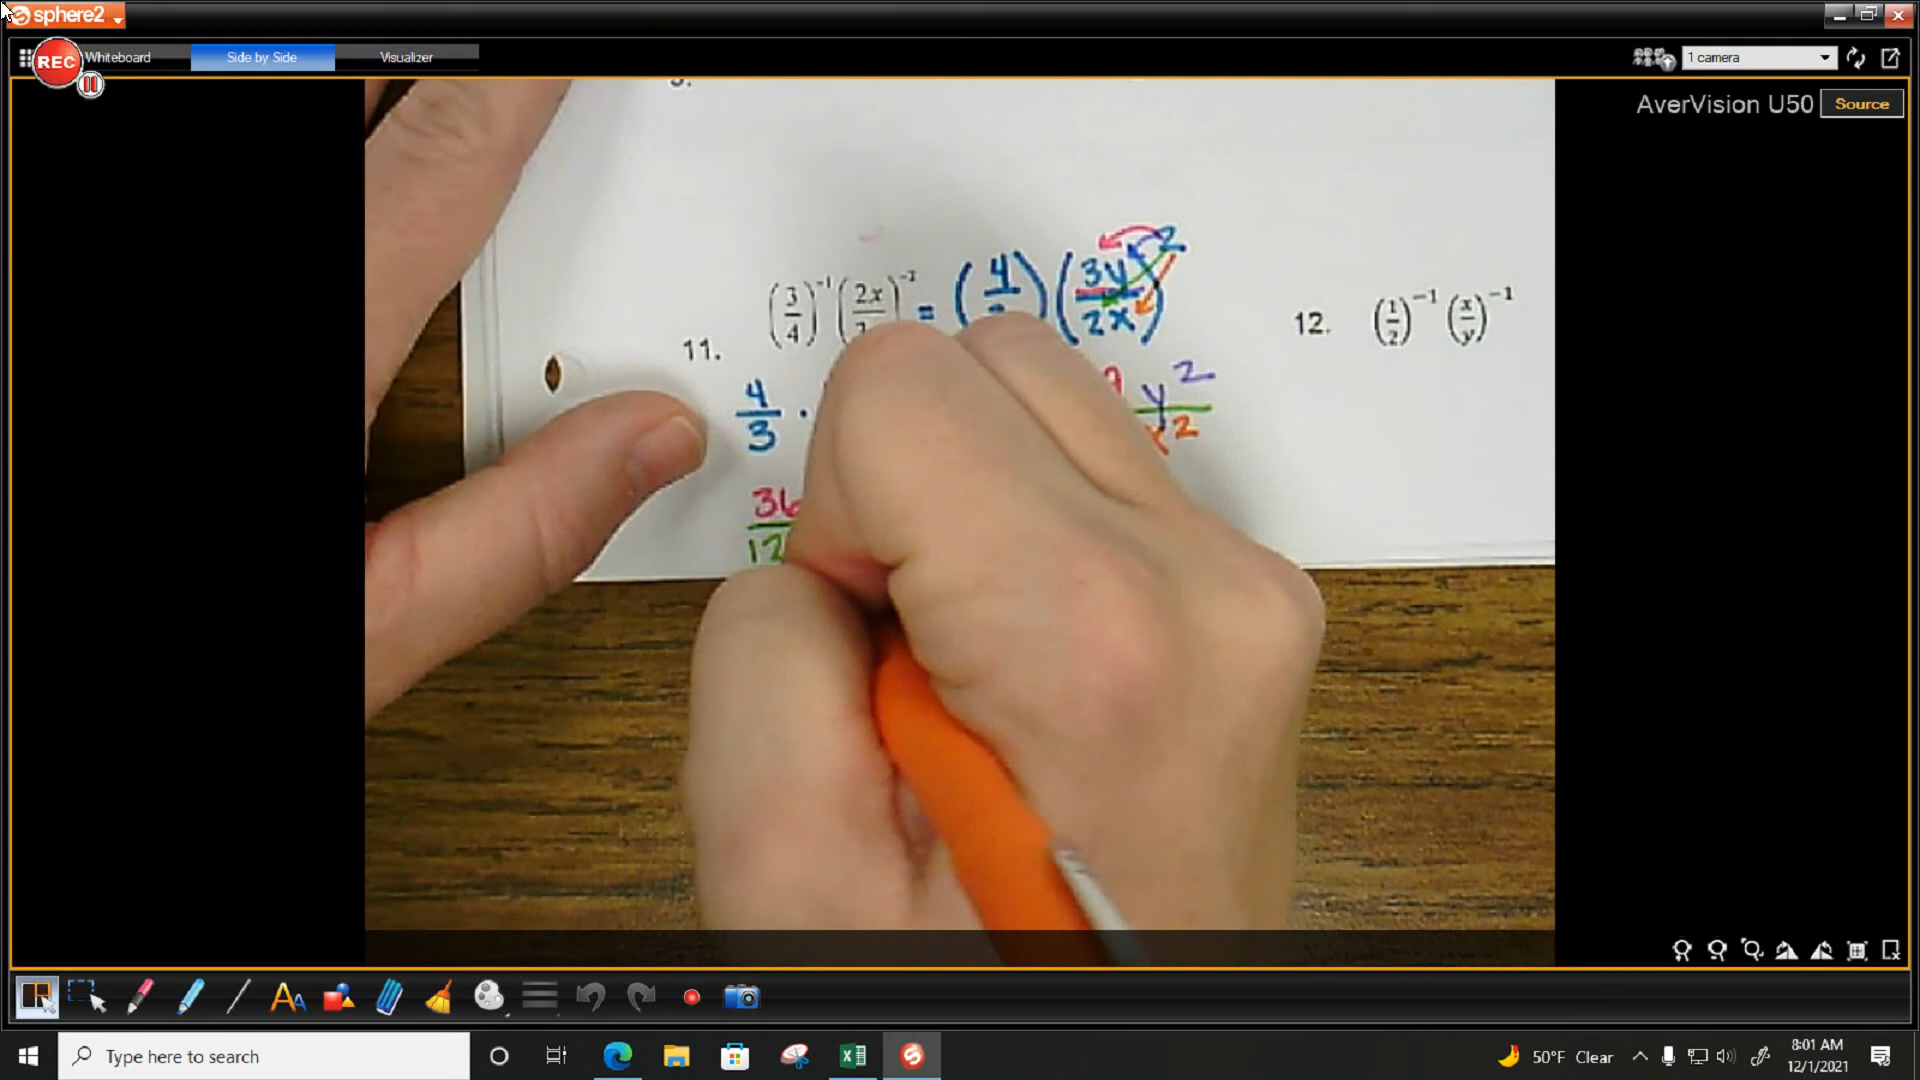 sphere2
REC
Whiteboard
Side by Side
Visualizer
1 camera
AverVision U50
Source
11.
(3/4)^-1 (2x/ )^-2 = (4/ ) (3y/2x)^2
12.
(1/2)^-1 (x/y)^-1
4/3 ·
y^2/x^2
36/12
Type here to search
50°F Clear
8:01 AM
12/1/2021